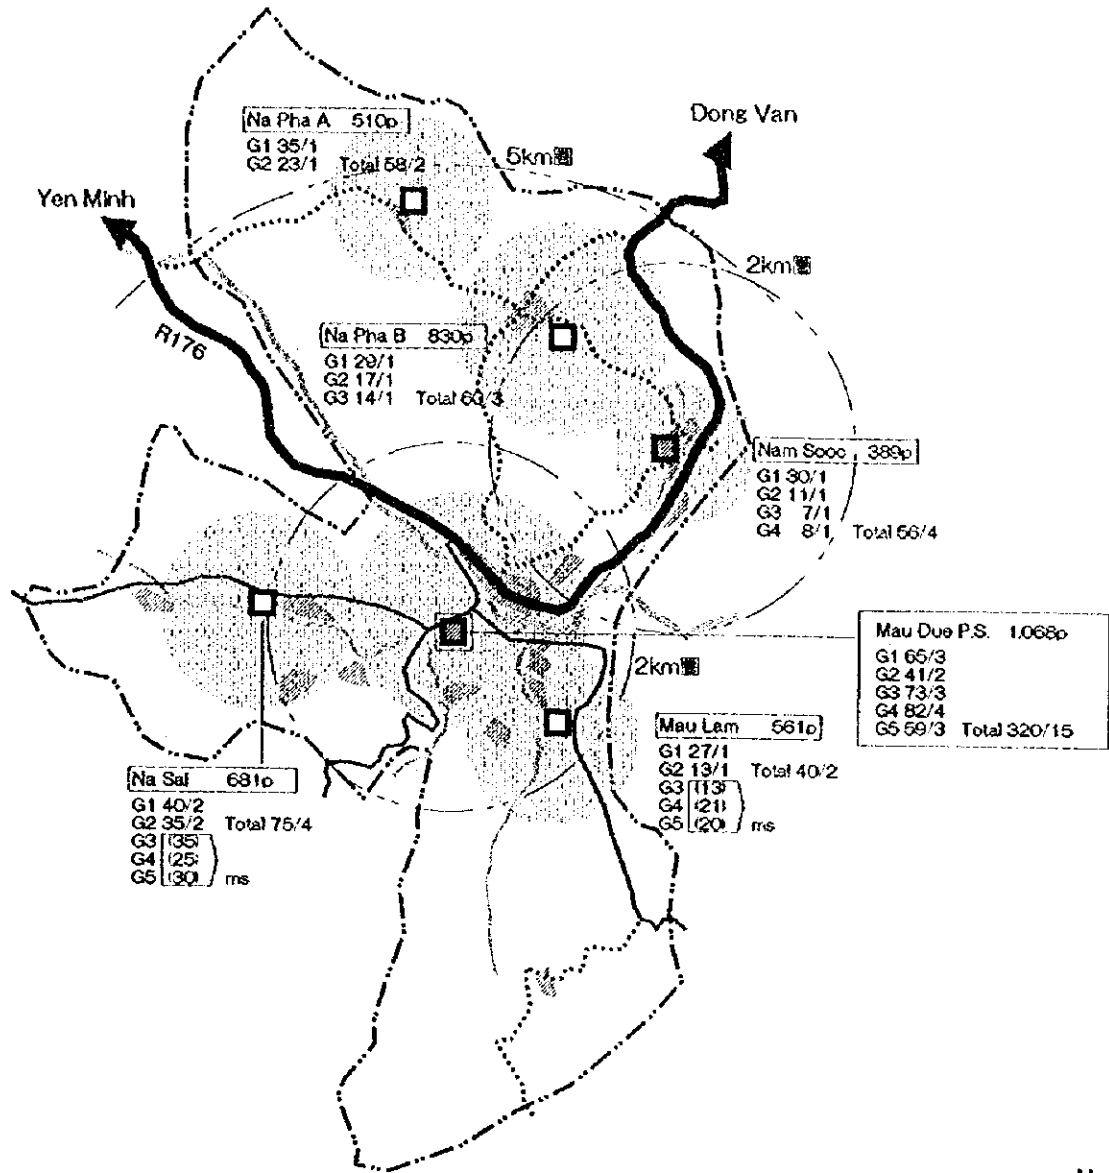 Dong Van
Na Pha A 510p
G1 35/1
G2 23/1 Total 58/2
5km圏
Yen Minh
2km圏
R176
Na Pha B 830p
G1 29/1
G2 17/1
G3 14/1 Total 60/3
Nam Sooc 389p
G1 30/1
G2 11/1
G3 7/1
G4 8/1 Total 56/4
Mau Due P.S. 1.068p
G1 65/3
G2 41/2
G3 73/3
G4 82/4
G5 59/3 Total 320/15
2km圏
Mau Lam 561p
G1 27/1
G2 13/1 Total 40/2
G3 (13)
G4 (21)
G5 (20) ms
Na Sai 681p
G1 40/2
G2 35/2 Total 75/4
G3 (35)
G4 (25)
G5 (30) ms